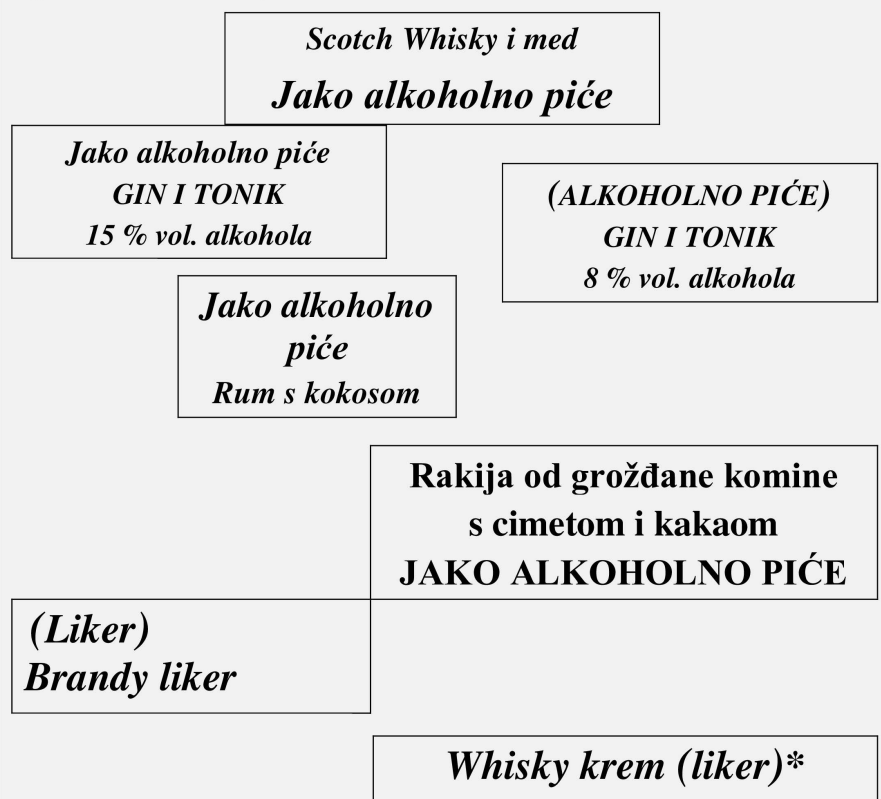 Scotch Whisky i med
Jako alkoholno piće
Jako alkoholno piće
GIN I TONIK
15 % vol. alkohola
(ALKOHOLNO PIĆE)
GIN I TONIK
8 % vol. alkohola
Jako alkoholno
piće
Rum s kokosom
Rakija od grožđane komine
s cimetom i kakaom
JAKO ALKOHOLNO PIĆE
(Liker)
Brandy liker
Whisky krem (liker)*